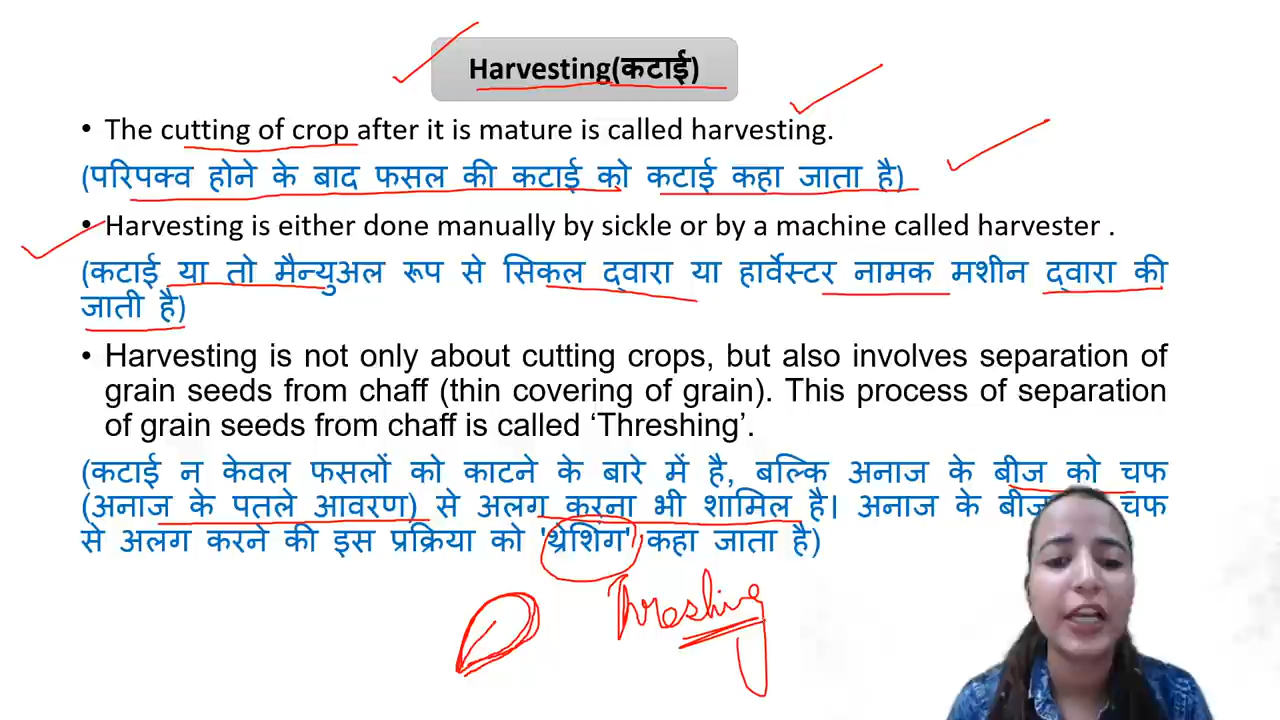 Harvesting(कटाई)
• The cutting of crop after it is mature is called harvesting.
(परिपक्व होने के बाद फसल की कटाई को कटाई कहा जाता है)
• Harvesting is either done manually by sickle or by a machine called harvester .
(कटाई या तो मैन्युअल रूप से सिकल द्वारा या हार्वेस्टर नामक मशीन द्वारा की
जाती है)
• Harvesting is not only about cutting crops, but also involves separation of
grain seeds from chaff (thin covering of grain). This process of separation
of grain seeds from chaff is called ‘Threshing’.
(कटाई न केवल फसलों को काटने के बारे में है, बल्कि अनाज के बीज को चफ
(अनाज के पतले आवरण) से अलग करना भी शामिल है। अनाज के चफ
से अलग करने की इस प्रक्रिया को 'थ्रेशिंग' कहा जाता है)
Threshing